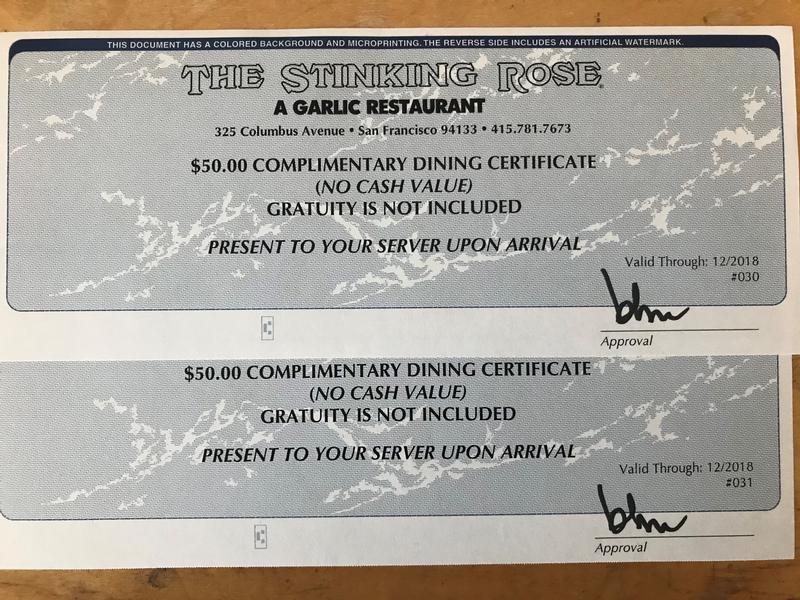 THIS DOCUMENT HAS A COLORED BACKGROUND AND MICROPRINTING. THE REVERSE SIDE INCLUDES AN ARTIFICIAL WATERMARK.
THE STINKING ROSE®
A GARLIC RESTAURANT
325 Columbus Avenue • San Francisco 94133 • 415.781.7673
$50.00 COMPLIMENTARY DINING CERTIFICATE
(NO CASH VALUE)
GRATUITY IS NOT INCLUDED
PRESENT TO YOUR SERVER UPON ARRIVAL
Valid Through: 12/2018
#030
Approval
$50.00 COMPLIMENTARY DINING CERTIFICATE
(NO CASH VALUE)
GRATUITY IS NOT INCLUDED
PRESENT TO YOUR SERVER UPON ARRIVAL
Valid Through: 12/2018
#031
Approval